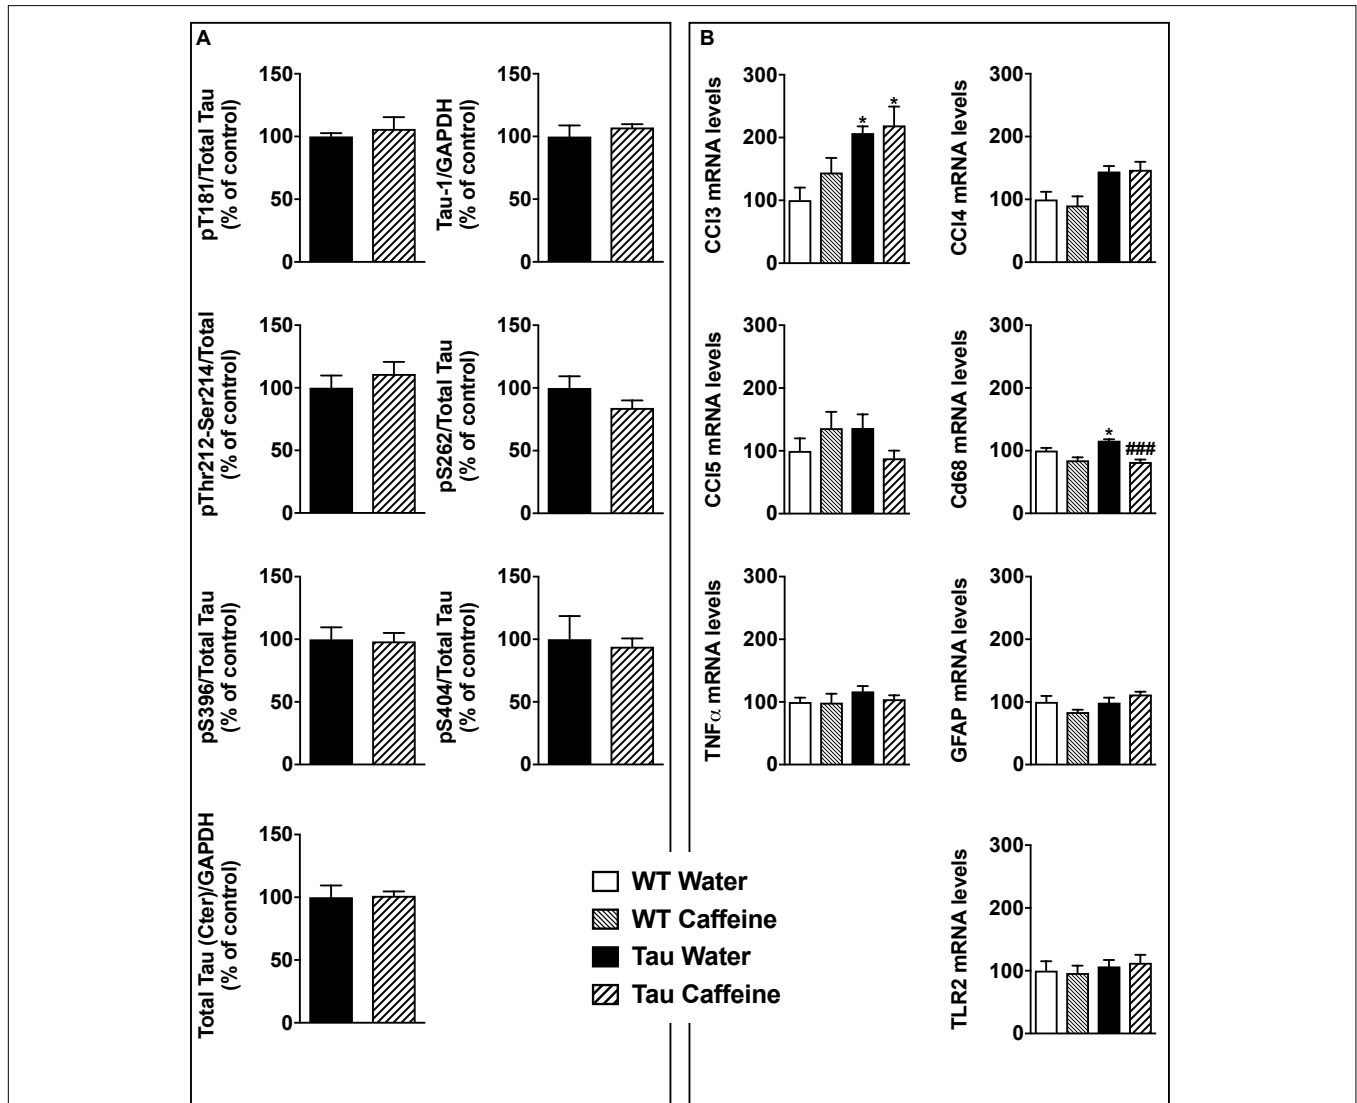 A
150
100
50
0
pT181/Total Tau
(% of control)
150
100
50
0
Tau-1/GAPDH
(% of control)
150
100
50
0
pThr212-Ser214/Total
(% of control)
150
100
50
0
pS262/Total Tau
(% of control)
150
100
50
0
pS396/Total Tau
(% of control)
150
100
50
0
pS404/Total Tau
(% of control)
150
100
50
0
Total Tau (Cter)/GAPDH
(% of control)
B
300
200
100
0
CCl3 mRNA levels
*
*
300
200
100
0
CCl4 mRNA levels
300
200
100
0
CCl5 mRNA levels
300
200
100
0
Cd68 mRNA levels
*
###
300
200
100
0
TNFα mRNA levels
300
200
100
0
GFAP mRNA levels
300
200
100
0
TLR2 mRNA levels
WT Water
WT Caffeine
Tau Water
Tau Caffeine